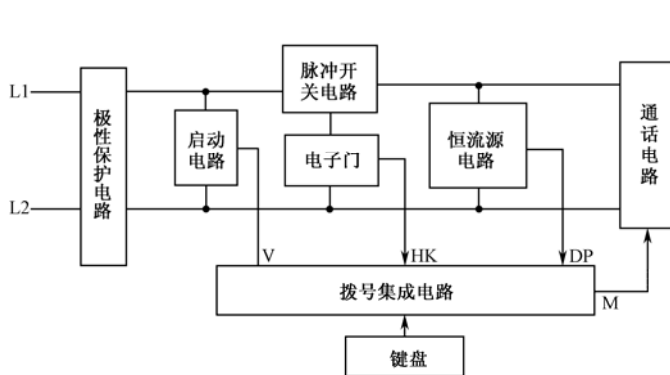 脉冲开
关电路
L1
极性保护电路
启动
电路
电子门
恒流源
电路
通话电路
L2
V
HK
DP
拨号集成电路
M
键盘